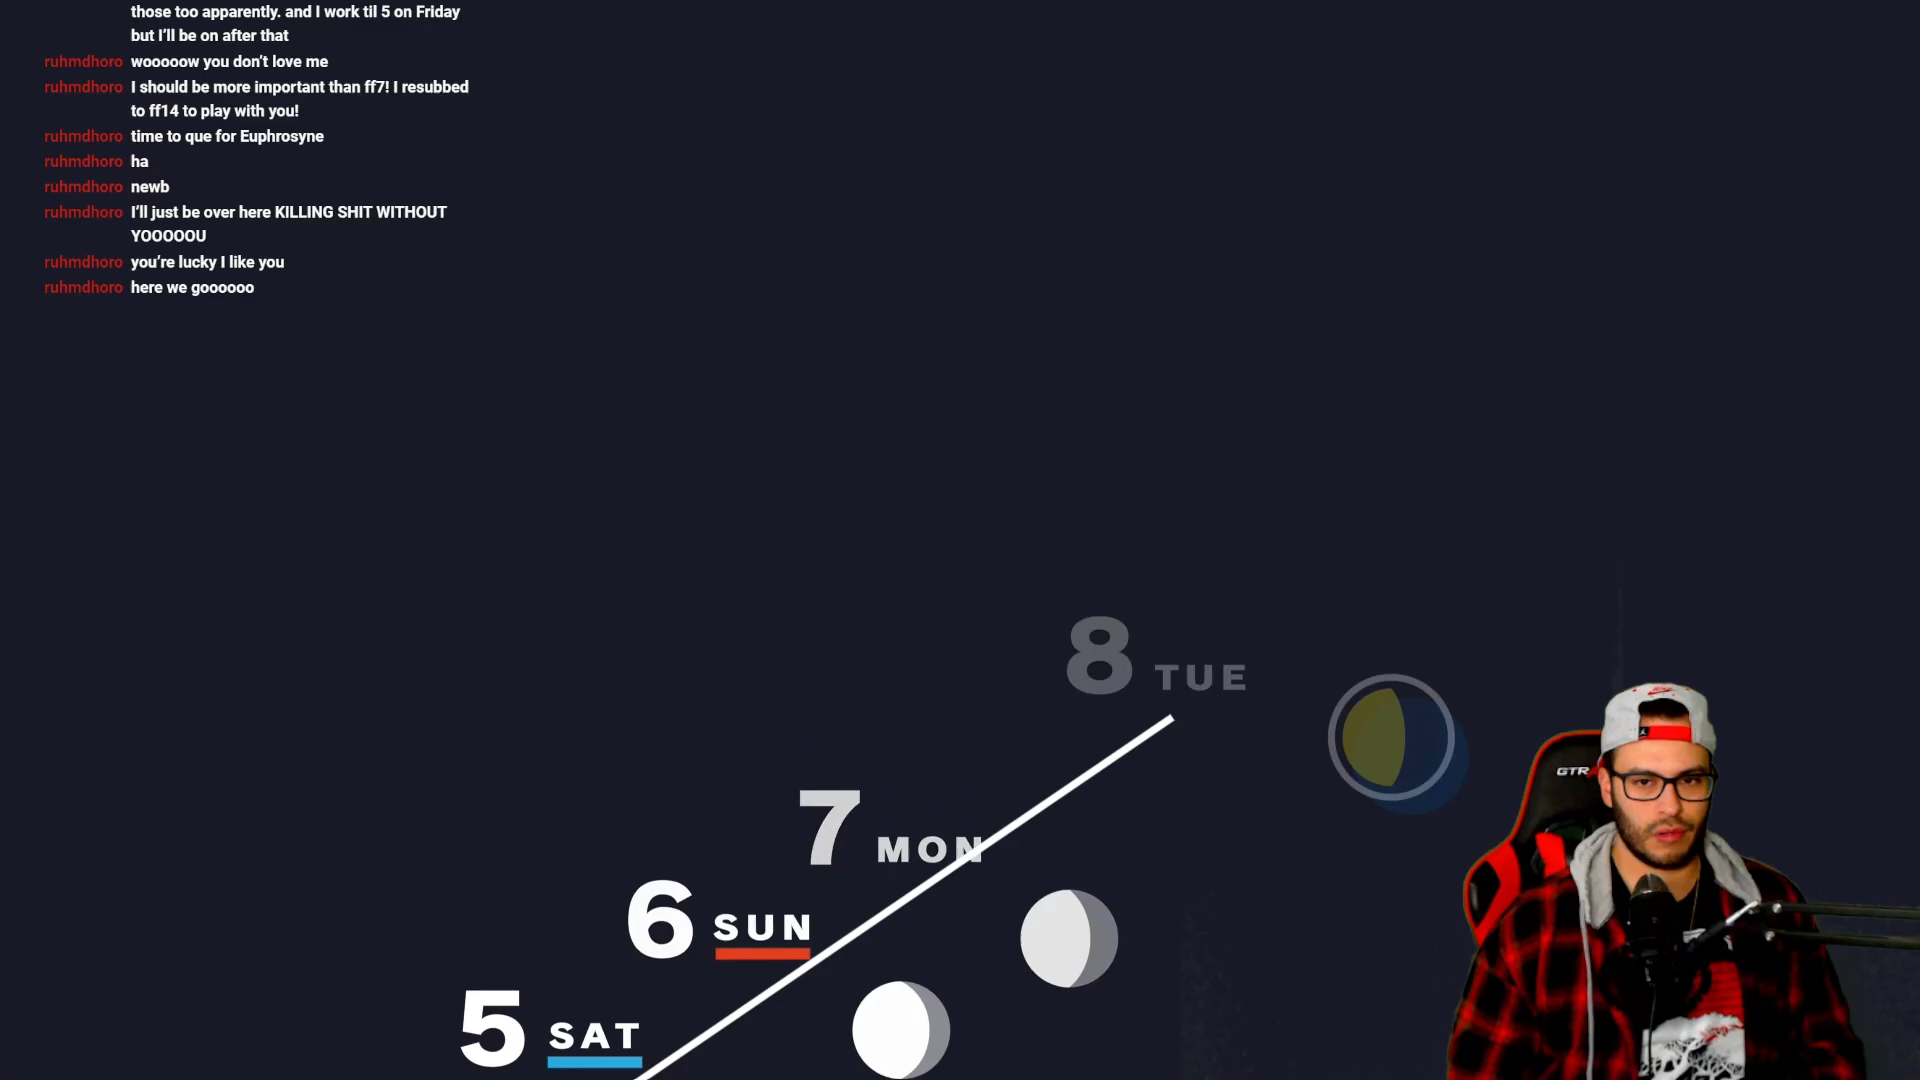 those too apparently. and I work til 5 on Friday
but I’ll be on after that
ruhmdhoro wooooow you don’t love me
ruhmdhoro I should be more important than ff7! I resubbed
to ff14 to play with you!
ruhmdhoro time to que for Euphrosyne
ruhmdhoro ha
ruhmdhoro newb
ruhmdhoro I’ll just be over here KILLING SHIT WITHOUT
YOOOOOU
ruhmdhoro you’re lucky I like you
ruhmdhoro here we goooooo
8 TUE
7 MON
6 SUN
5 SAT
GTR